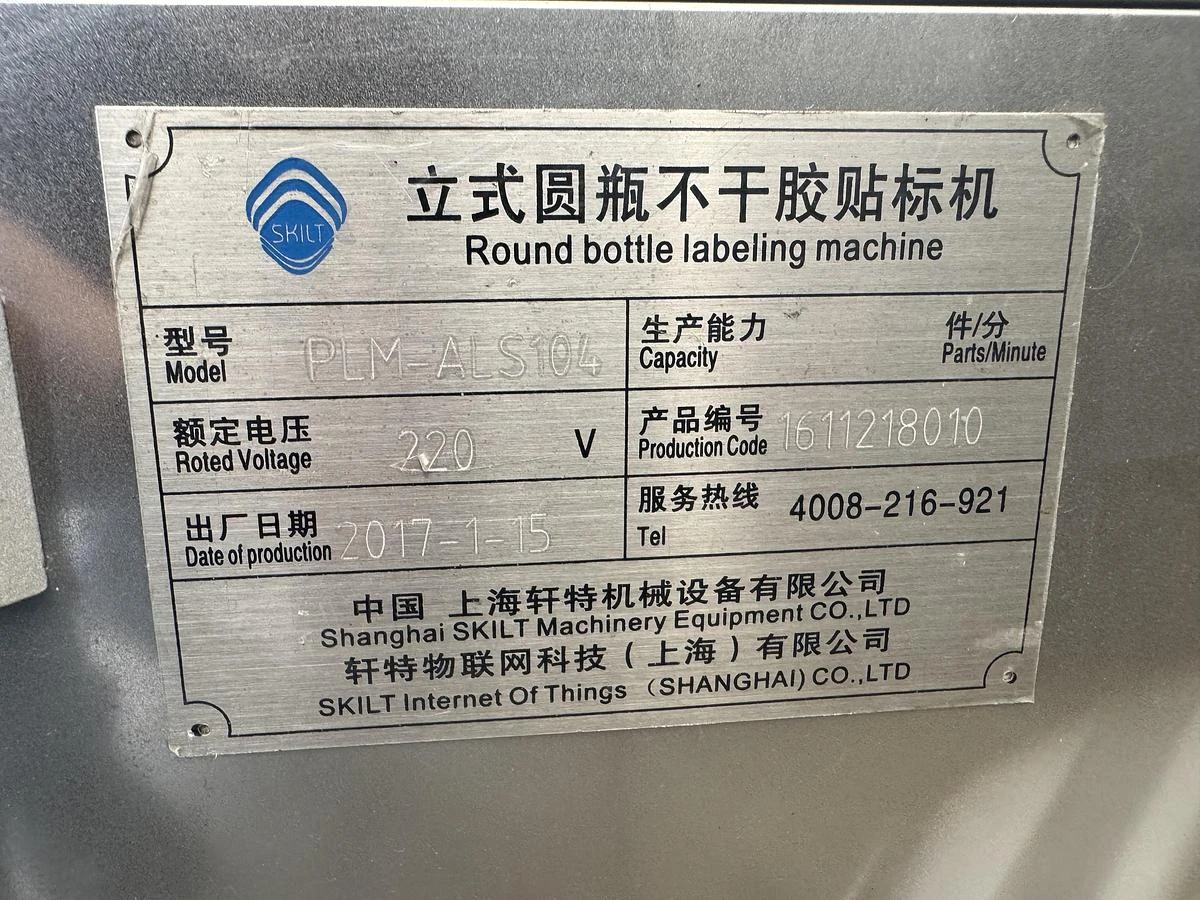 SKILT
立式圆瓶不干胶贴标机
Round bottle labeling machine
型号 PLM-ALS104
Model
生产能力 件/分
Capacity Parts/Minute
额定电压 220 V
Roted Voltage
产品编号 1611218010
Production Code
出厂日期 2017-1-15
Date of production
服务热线 4008-216-921
Tel
中国 上海轩特机械设备有限公司
Shanghai SKILT Machinery Equipment CO.,LTD
轩特物联网科技（上海）有限公司
SKILT Internet Of Things （SHANGHAI) CO.,LTD